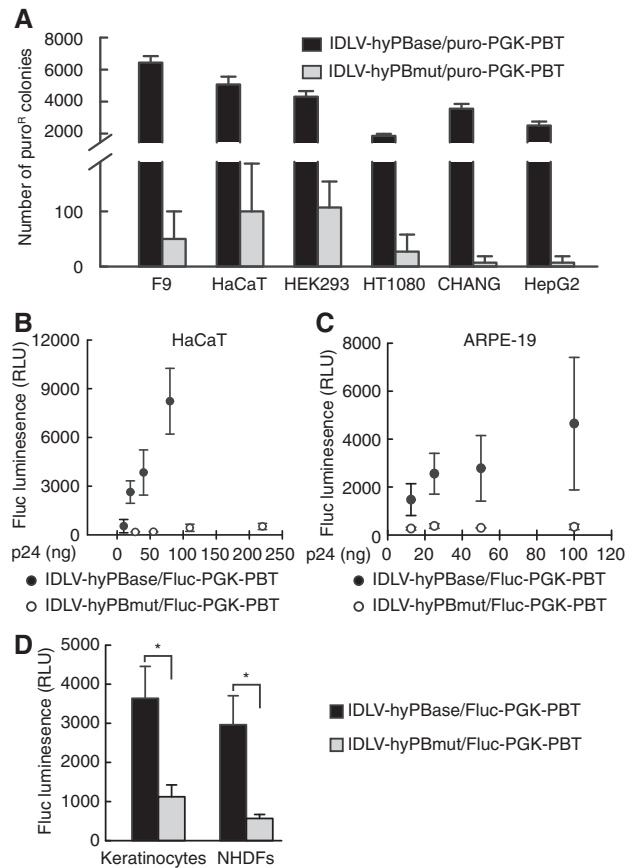 A
Number of puroR colonies
8000
6000
4000
2000
100
0
IDLV-hyPBase/puro-PGK-PBT
IDLV-hyPBmut/puro-PGK-PBT
F9 HaCaT HEK293 HT1080 CHANG HepG2
B
HaCaT
Fluc luminesence (RLU)
12000
9000
6000
3000
0
p24 (ng) 0 50 100 150 200 250
IDLV-hyPBase/Fluc-PGK-PBT
IDLV-hyPBmut/Fluc-PGK-PBT
C
ARPE-19
Fluc luminesence (RLU)
8000
6000
4000
2000
0
p24 (ng) 0 20 40 60 80 100 120
IDLV-hyPBase/Fluc-PGK-PBT
IDLV-hyPBmut/Fluc-PGK-PBT
D
Fluc luminesence (RLU)
5000
4000
3000
2000
1000
0
*
*
Keratinocytes NHDFs
IDLV-hyPBase/Fluc-PGK-PBT
IDLV-hyPBmut/Fluc-PGK-PBT